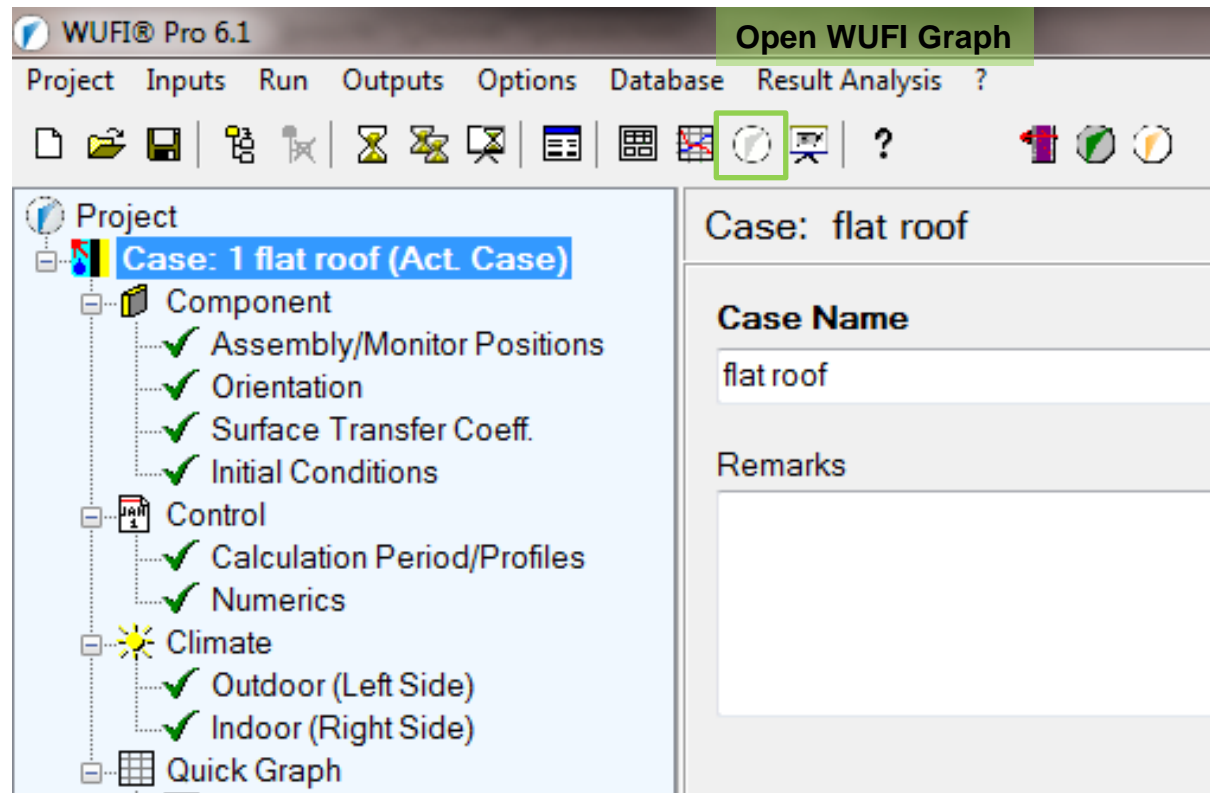 WUFI® Pro 6.1
Open WUFI Graph
Project Inputs Run Outputs Options Database Result Analysis ?
?
Project
Case: 1 flat roof (Act. Case)
Component
Assembly/Monitor Positions
Orientation
Surface Transfer Coeff.
Initial Conditions
JAN
1
Control
Calculation Period/Profiles
Numerics
Climate
Outdoor (Left Side)
Indoor (Right Side)
Quick Graph
Case: flat roof
Case Name
flat roof
Remarks